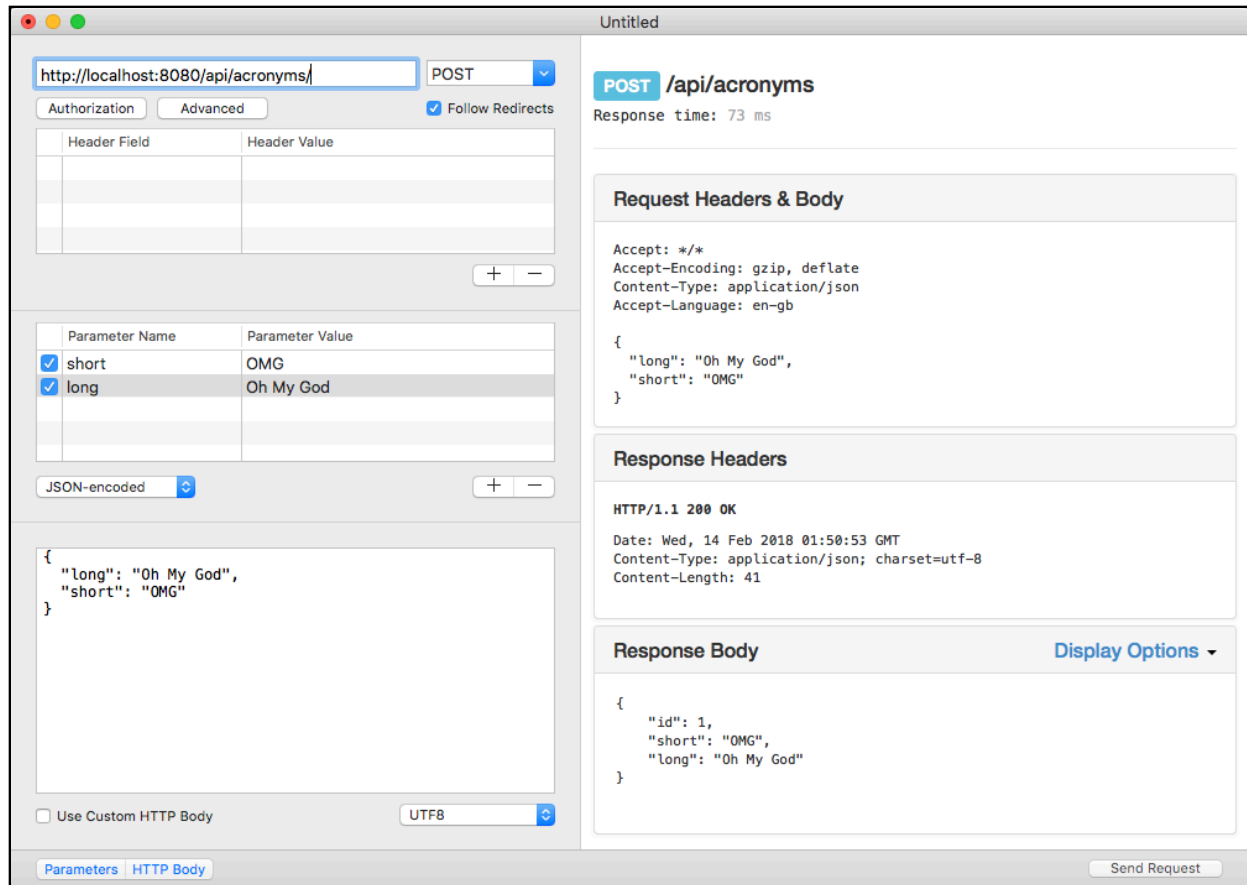 Untitled
http://localhost:8080/api/acronyms/
POST
Authorization
Advanced
Follow Redirects
Header Field
Header Value
+
−
Parameter Name
Parameter Value
short
OMG
long
Oh My God
JSON-encoded
+
−
{
"long": "Oh My God",
"short": "OMG"
}
Use Custom HTTP Body
UTF8
Parameters
HTTP Body
POST /api/acronyms
Response time: 73 ms
Request Headers & Body
Accept: */*
Accept-Encoding: gzip, deflate
Content-Type: application/json
Accept-Language: en-gb
{
"long": "Oh My God",
"short": "OMG"
}
Response Headers
HTTP/1.1 200 OK
Date: Wed, 14 Feb 2018 01:50:53 GMT
Content-Type: application/json; charset=utf-8
Content-Length: 41
Response Body
Display Options
{
"id": 1,
"short": "OMG",
"long": "Oh My God"
}
Send Request